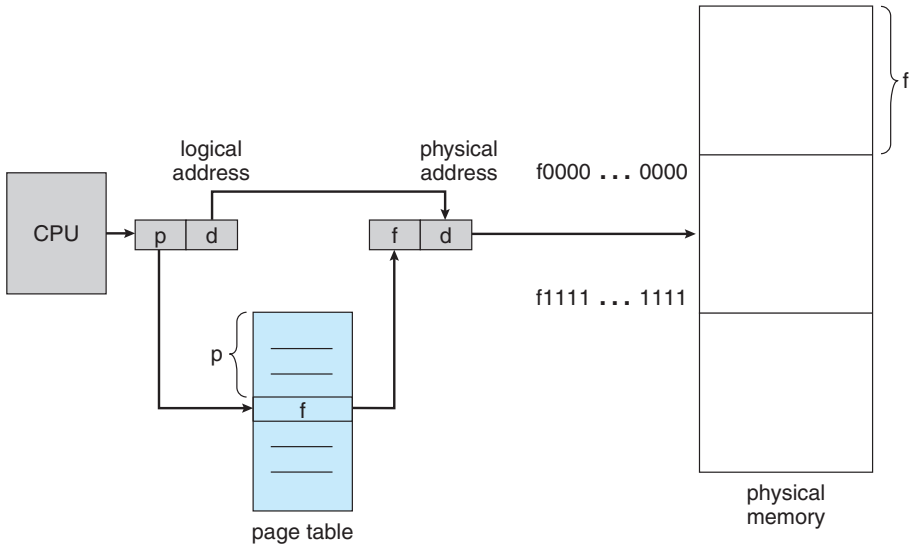 f
logical
address
physical
address
f0000 ... 0000
CPU
p d
f d
f1111 ... 1111
p
f
page table
physical
memory